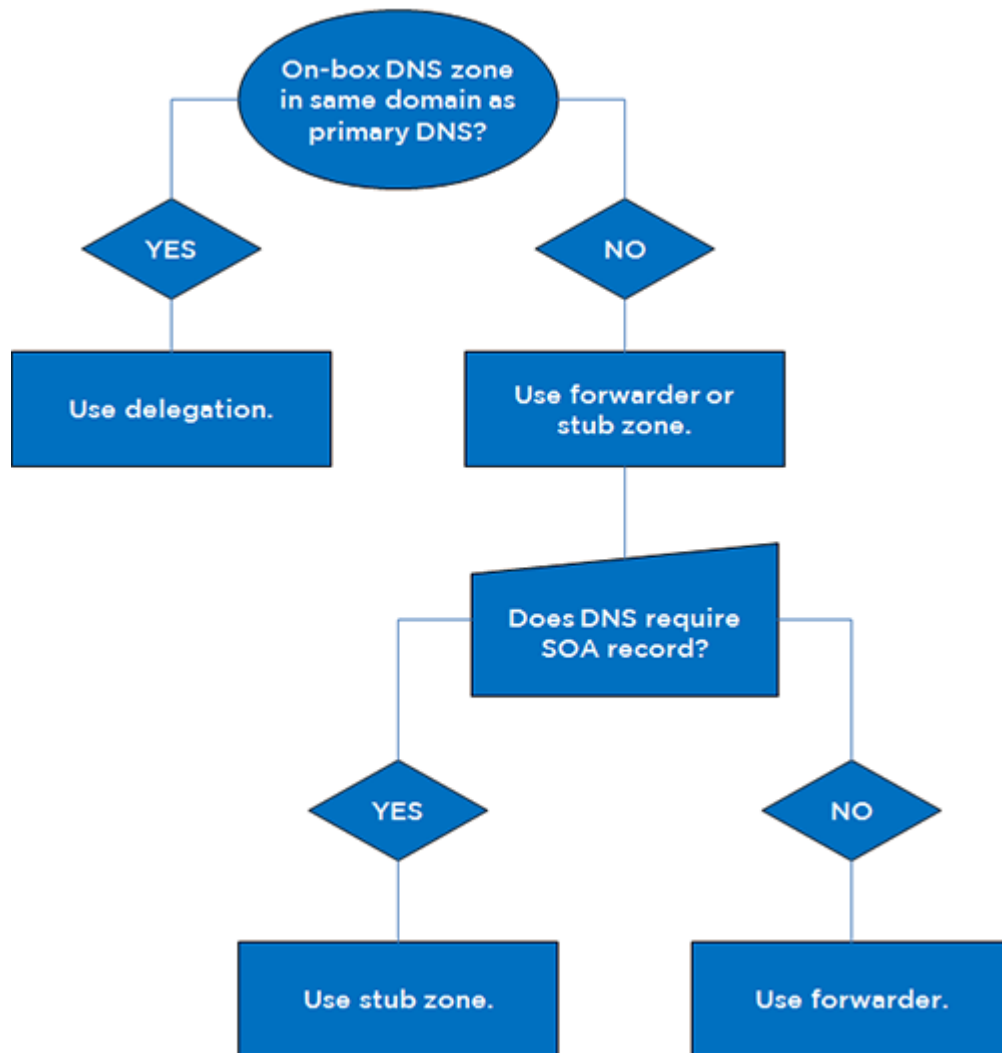 On-box DNS zone
in same domain as
primary DNS?
YES
NO
Use delegation.
Use forwarder or
stub zone.
Does DNS require
SOA record?
YES
NO
Use stub zone.
Use forwarder.